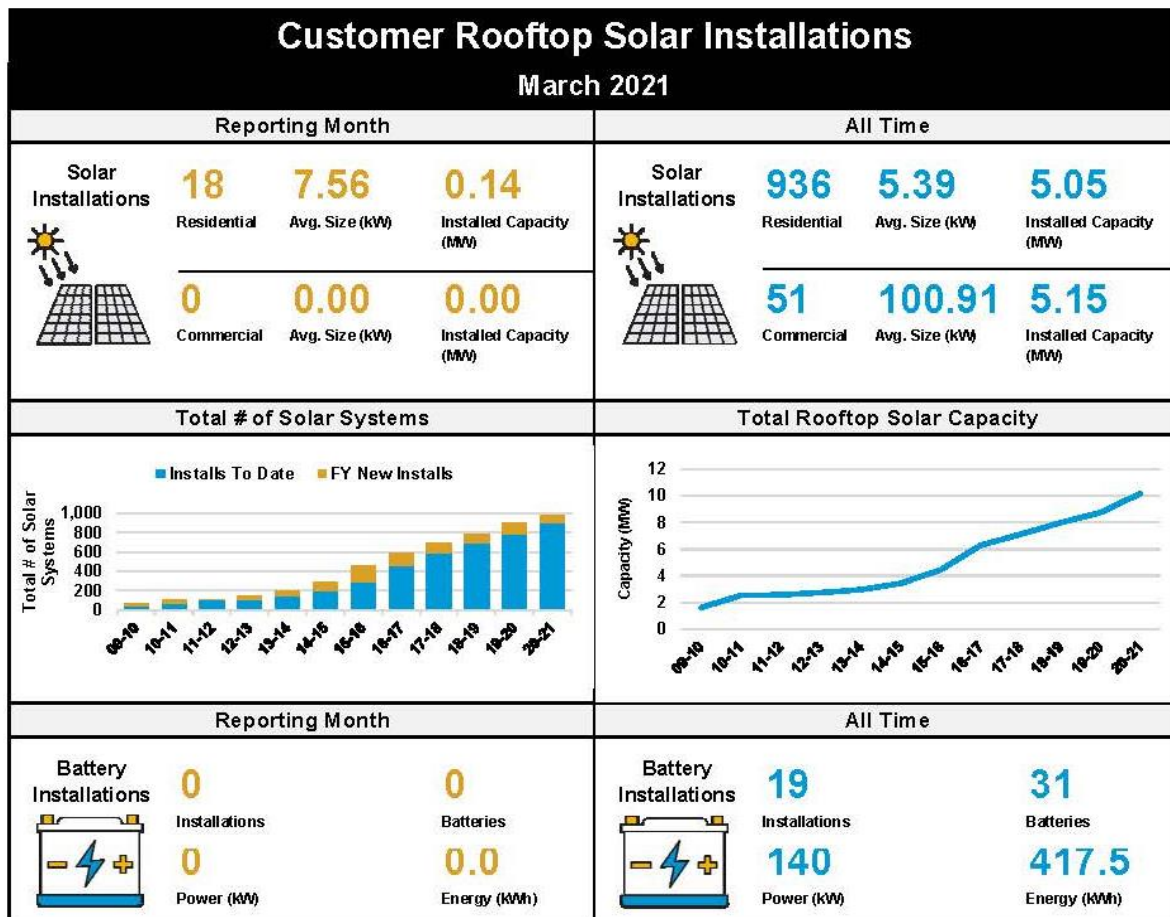 Customer Rooftop Solar Installations
March 2021
Reporting Month
Solar
Installations
18 7.56 0.14
Residential Avg. Size (kW) Installed Capacity
(MW)
0 0.00 0.00
Commercial Avg. Size (kW) Installed Capacity
(MW)
All Time
Solar
Installations
936 5.39 5.05
Residential Avg. Size (kW) Installed Capacity
(MW)
51 100.91 5.15
Commercial Avg. Size (kW) Installed Capacity
(MW)
Total # of Solar Systems
Installs To Date FY New Installs
Total # of Solar
Systems
1,000
800
600
400
200
0
09-10 10-11 11-12 12-13 13-14 14-15 15-16 16-17 17-18 18-19 19-20 20-21
Total Rooftop Solar Capacity
Capacity (MW)
12
10
8
6
4
2
0
09-10 10-11 11-12 12-13 13-14 14-15 15-16 16-17 17-18 18-19 19-20 20-21
Reporting Month
Battery
Installations
0 0
Installations Batteries
0 0.0
Power (kW) Energy (kWh)
All Time
Battery
Installations
19 31
Installations Batteries
140 417.5
Power (kW) Energy (kWh)